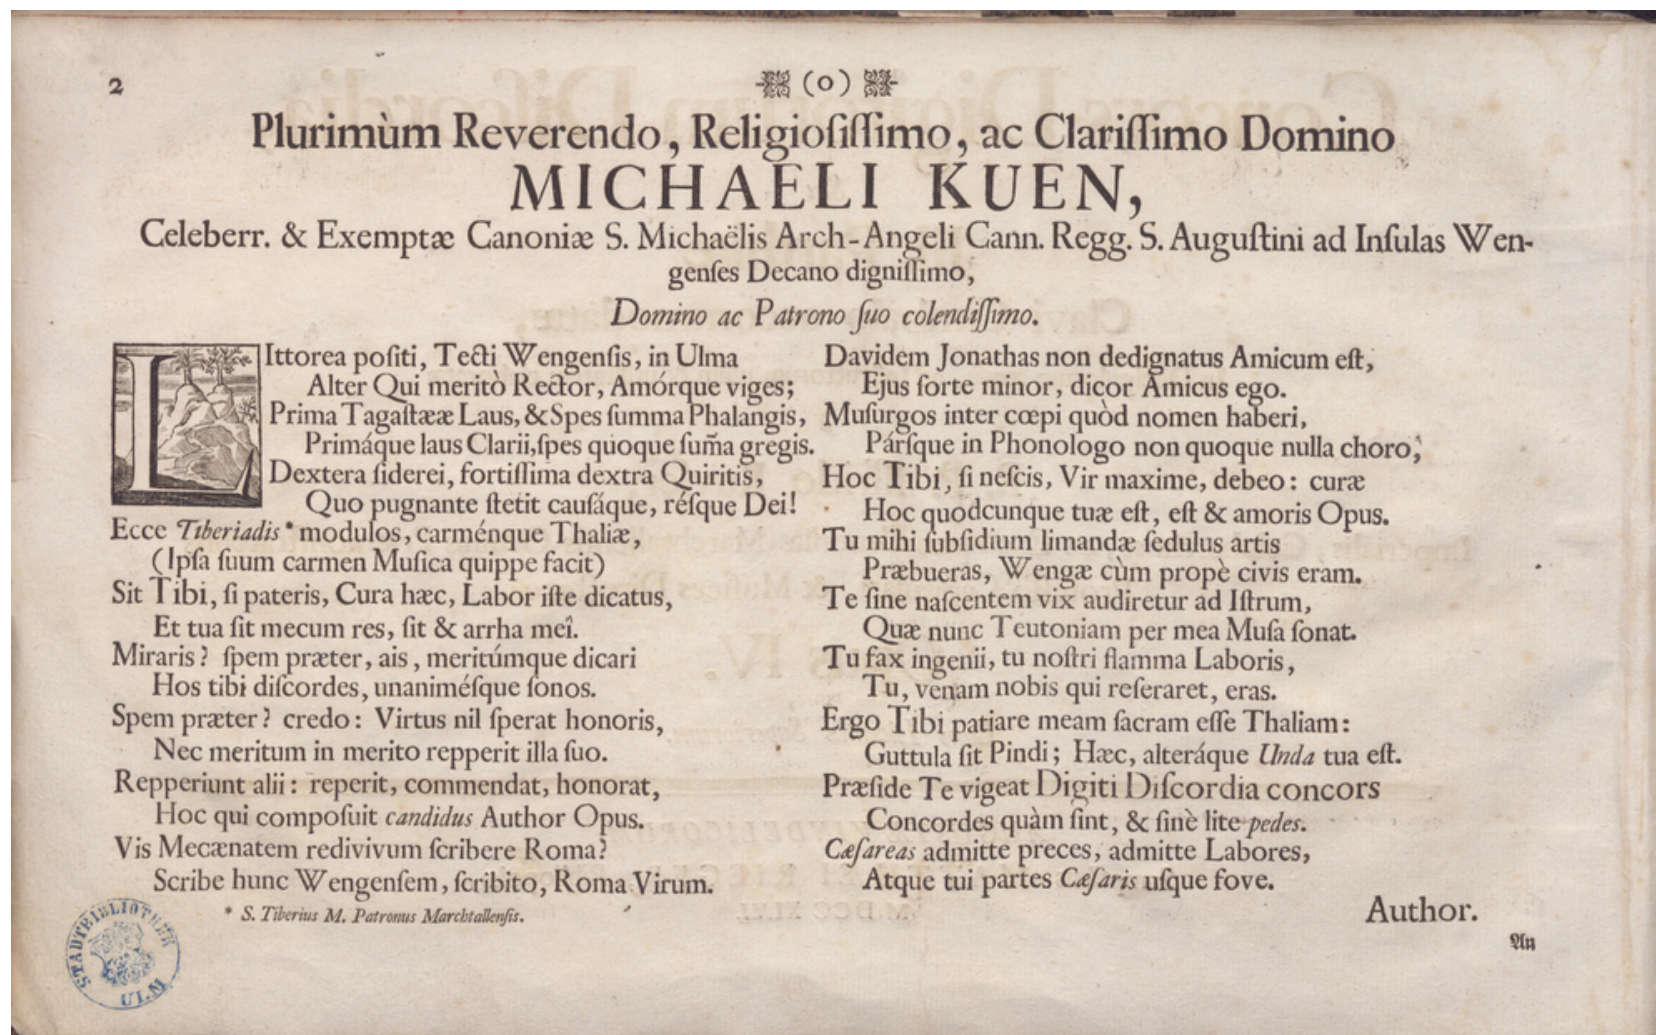 2
(o)
Plurimùm Reverendo, Religiosiſſimo, ac Clariſſimo Domino
MICHAELI KUEN,
Celeberr. & Exemptæ Canoniæ S. Michaëlis Arch-Angeli Cann. Regg. S. Auguſtini ad Inſulas Wen-
genſes Decano digniſſimo,
Domino ac Patrono ſuo colendiſſimo.
LIttorea poſiti, Tecti Wengenſis, in Ulma
Alter Qui meritò Rector, Amórque viges;
Prima Tagaſtææ Laus, & Spes ſumma Phalangis,
Primáque laus Clarii, ſpes quoque ſum̃a gregis.
Dextera ſiderei, fortiſſima dextra Quiritis,
Quo pugnante ſtetit cauſáque, réſque Dei!
Ecce Tiberiadis * modulos, carménque Thaliæ,
(Ipſa ſuum carmen Muſica quippe facit)
Sit Tibi, ſi pateris, Cura hæc, Labor iſte dicatus,
Et tua ſit mecum res, ſit & arrha meî.
Miraris? ſpem præter, ais, meritúmque dicari
Hos tibi diſcordes, unaniméſque ſonos.
Spem præter? credo: Virtus nil ſperat honoris,
Nec meritum in merito repperit illa ſuo.
Repperiunt alii: reperit, commendat, honorat,
Hoc qui compoſuit candidus Author Opus.
Vis Mecænatem redivivum ſcribere Roma?
Scribe hunc Wengenſem, ſcribito, Roma Virum.
* S. Tiberius M. Patronus Marchtallenſis.
Davidem Jonathas non dedignatus Amicum eſt,
Ejus ſorte minor, dicor Amicus ego.
Muſurgos inter cœpi quòd nomen haberi,
Párſque in Phonologo non quoque nulla choro;
Hoc Tibi, ſi neſcis, Vir maxime, debeo: curæ
Hoc quodcunque tuæ eſt, eſt & amoris Opus.
Tu mihi ſubſidium limandæ ſedulus artis
Præbueras, Wengæ cùm propè civis eram.
Te ſine naſcentem vix audiretur ad Iſtrum,
Quæ nunc Teutoniam per mea Muſa ſonat.
Tu fax ingenii, tu noſtri flamma Laboris,
Tu, venam nobis qui reſeraret, eras.
Ergo Tibi patiare meam ſacram eſſe Thaliam:
Guttula ſit Pindi; Hæc, alteráque Unda tua eſt.
Præſide Te vigeat Digiti Diſcordia concors
Concordes quàm ſint, & ſinè lite pedes.
Cæſareas admitte preces, admitte Labores,
Atque tui partes Cæſaris uſque fove.
Author.
An
STADTBIBLIOTHEK
ULM